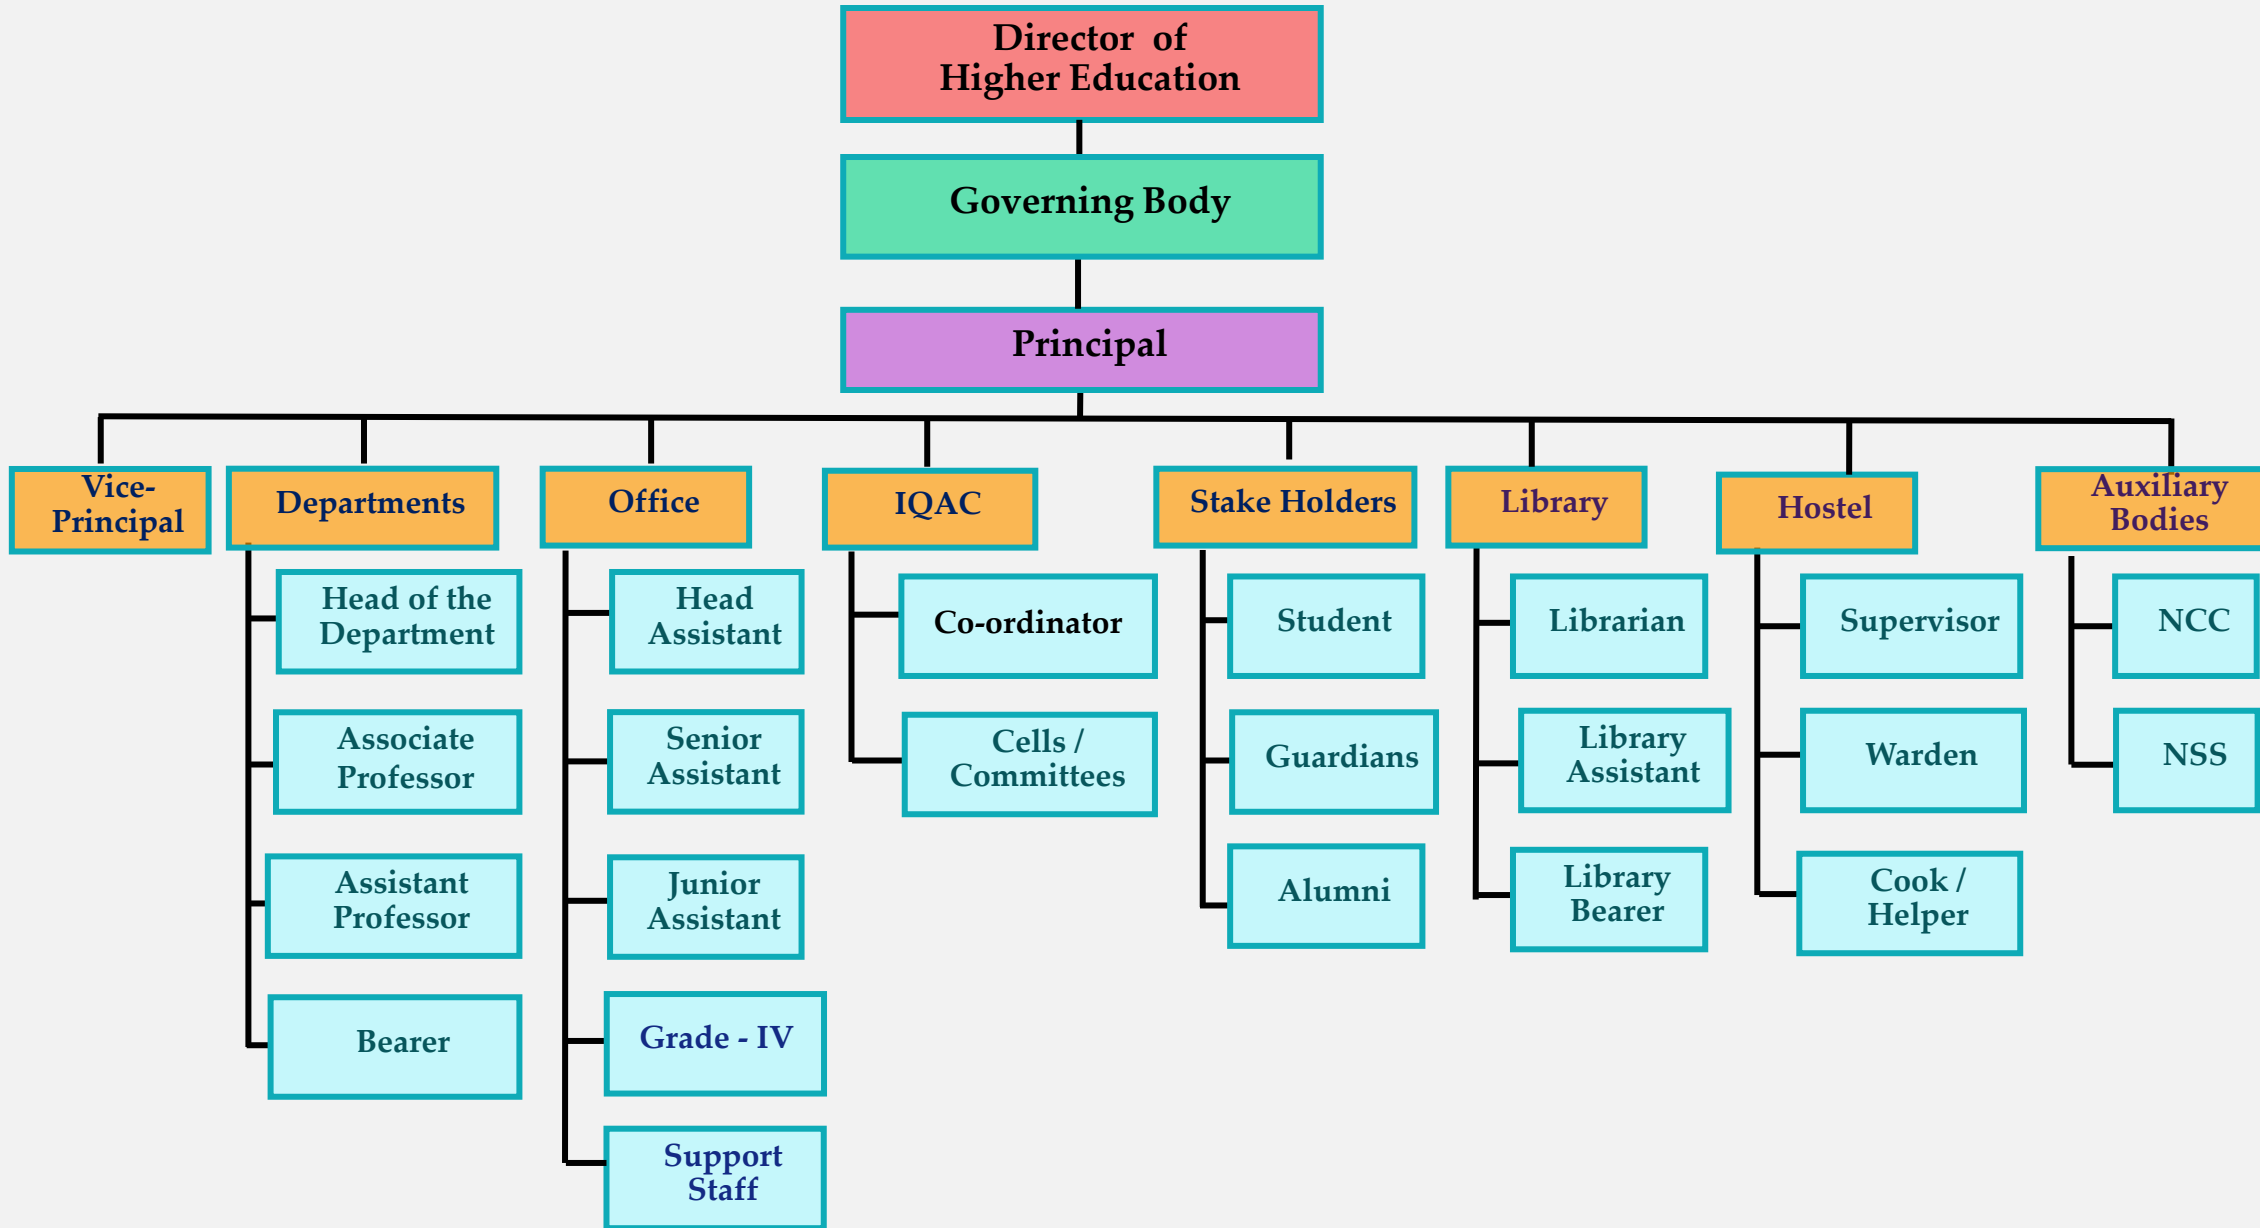 Director of
Higher Education
Governing Body
Principal
Vice-
Principal
Departments
Office
IQAC
Stake Holders
Library
Hostel
Auxiliary
Bodies
Head of the
Department
Associate
Professor
Assistant
Professor
Bearer
Head
Assistant
Senior
Assistant
Junior
Assistant
Grade - IV
Support
Staff
Co-ordinator
Cells /
Committees
Student
Guardians
Alumni
Librarian
Library
Assistant
Library
Bearer
Supervisor
Warden
Cook /
Helper
NCC
NSS